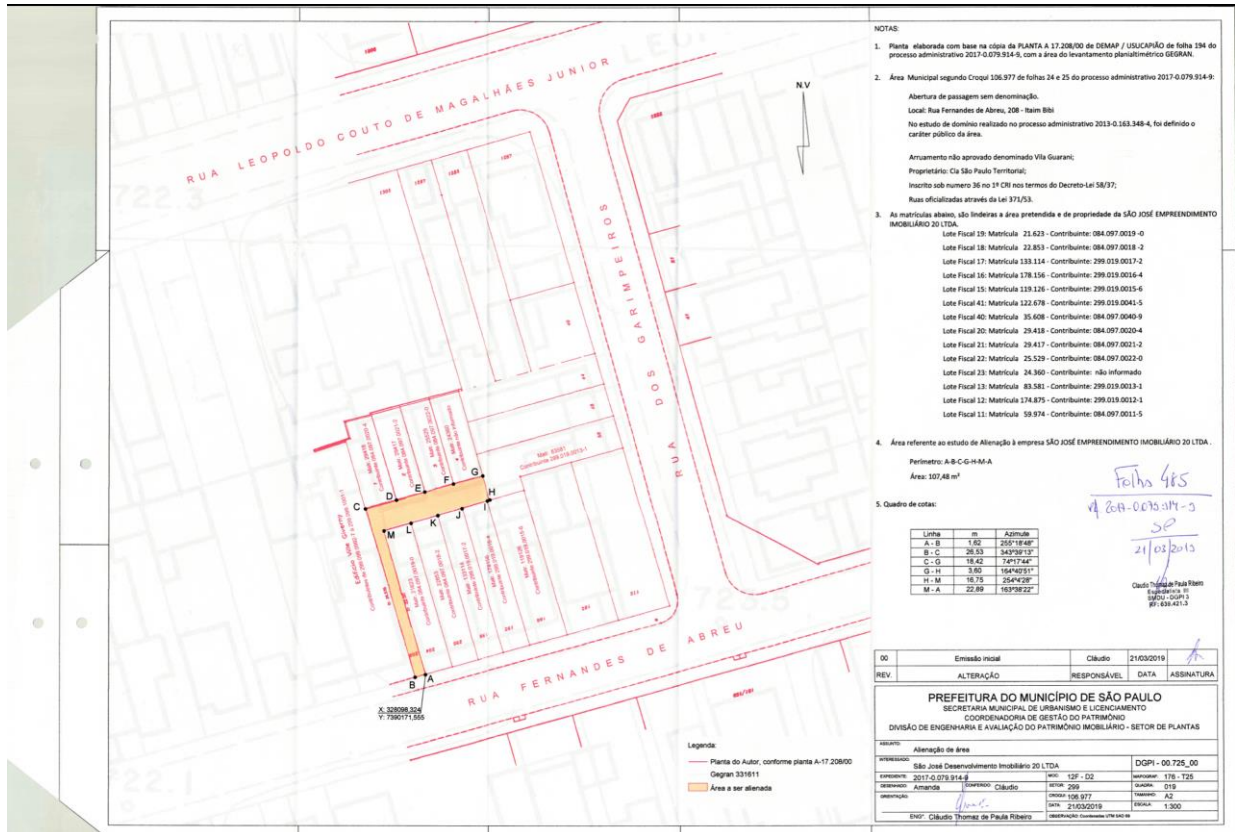 NOTAS:
1. Planta elaborada com base na cópia da PLANTA A 17.208/00 de DEMAP / USUCAPIÃO de folha 194 do
processo administrativo 2017-0.079.914-9, com a área do levantamento planialtimétrico GEGRAN.
2. Área Municipal segundo Croqui 106.977 de folhas 24 e 25 do processo administrativo 2017-0.079.914-9:
Abertura de passagem sem denominação.
Local: Rua Fernandes de Abreu, 208 - Itaim Bibi
No estudo de domínio realizado no processo administrativo 2013-0.163.348-4, foi definido o
caráter público da área.
Arruamento não aprovado denominado Vila Guarani;
Proprietário: Cia São Paulo Territorial;
Inscrito sob numero 36 no 1º CRI nos termos do Decreto-Lei 58/37;
Ruas oficializadas através da Lei 371/53.
3. As matrículas abaixo, são lindeiras a área pretendida e de propriedade da SÃO JOSÉ EMPREENDIMENTO
IMOBILIÁRIO 20 LTDA.
Lote Fiscal 19: Matrícula 21.623 - Contribuinte: 084.097.0019 -0
Lote Fiscal 18: Matrícula 22.853 - Contribuinte: 084.097.0018 -2
Lote Fiscal 17: Matrícula 133.114 - Contribuinte: 299.019.0017-2
Lote Fiscal 16: Matrícula 178.156 - Contribuinte: 299.019.0016-4
Lote Fiscal 15: Matrícula 119.126 - Contribuinte: 299.019.0015-6
Lote Fiscal 41: Matrícula 122.678 - Contribuinte: 299.019.0041-5
Lote Fiscal 40: Matrícula 35.608 - Contribuinte: 084.097.0040-9
Lote Fiscal 20: Matrícula 29.418 - Contribuinte: 084.097.0020-4
Lote Fiscal 21: Matrícula 29.417 - Contribuinte: 084.097.0021-2
Lote Fiscal 22: Matrícula 25.529 - Contribuinte: 084.097.0022-0
Lote Fiscal 23: Matrícula 24.360 - Contribuinte: não informado
Lote Fiscal 13: Matrícula 83.581 - Contribuinte: 299.019.0013-1
Lote Fiscal 12: Matrícula 174.875 - Contribuinte: 299.019.0012-1
Lote Fiscal 11: Matrícula 59.974 - Contribuinte: 084.097.0011-5
4. Área referente ao estudo de Alienação à empresa SÃO JOSÉ EMPREENDIMENTO IMOBILIÁRIO 20 LTDA .
Perímetro: A-B-C-G-H-M-A
Área: 107,48 m²
5. Quadro de cotas:
Linha m Azimute
A - B 1,62 255°18'48"
B - C 26,53 343°39'13"
C - G 18,42 74°17'44"
G - H 3,60 164°40'51"
H - M 16,75 254°4'28"
M - A 22,89 163°38'22"
Folha 485
21/03/2019
Claudio Thomaz de Paula Ribeiro
SMDU - DGPI 3
00 Emissão inicial Cláudio 21/03/2019
REV. ALTERAÇÃO RESPONSÁVEL DATA ASSINATURA
PREFEITURA DO MUNICÍPIO DE SÃO PAULO
SECRETARIA MUNICIPAL DE URBANISMO E LICENCIAMENTO
COORDENADORIA DE GESTÃO DO PATRIMÔNIO
DIVISÃO DE ENGENHARIA E AVALIAÇÃO DO PATRIMÔNIO IMOBILIÁRIO - SETOR DE PLANTAS
ASSUNTO
Alienação de área
INTERESSADO
São José Desenvolvimento Imobiliário 20 LTDA
DGPI - 00.725_00
EXPEDIENTE 2017-0.079.914-9 MOC: 12F - D2 MAPOGRAF: 176 - T25
DESENHADO Amanda CONFERIDO Cláudio SETOR: 299 QUADRA: 019
ORIENTAÇÃO: CROQUI 106.977 TAMANHO: A2
DATA: 21/03/2019 ESCALA: 1:300
ENGº. Cláudio Thomaz de Paula Ribeiro
RUA LEOPOLDO COUTO DE MAGALHÃES JUNIOR
RUA DOS GARIMPEIROS
RUA FERNANDES DE ABREU
N.V
C
D
E
F
G
H
I
J
K
L
M
B
A
X: 328098,324
Y: 7390171,555
Legenda:
Planta do Autor, conforme planta A-17.208/00
Gegran 331611
Área a ser alienada